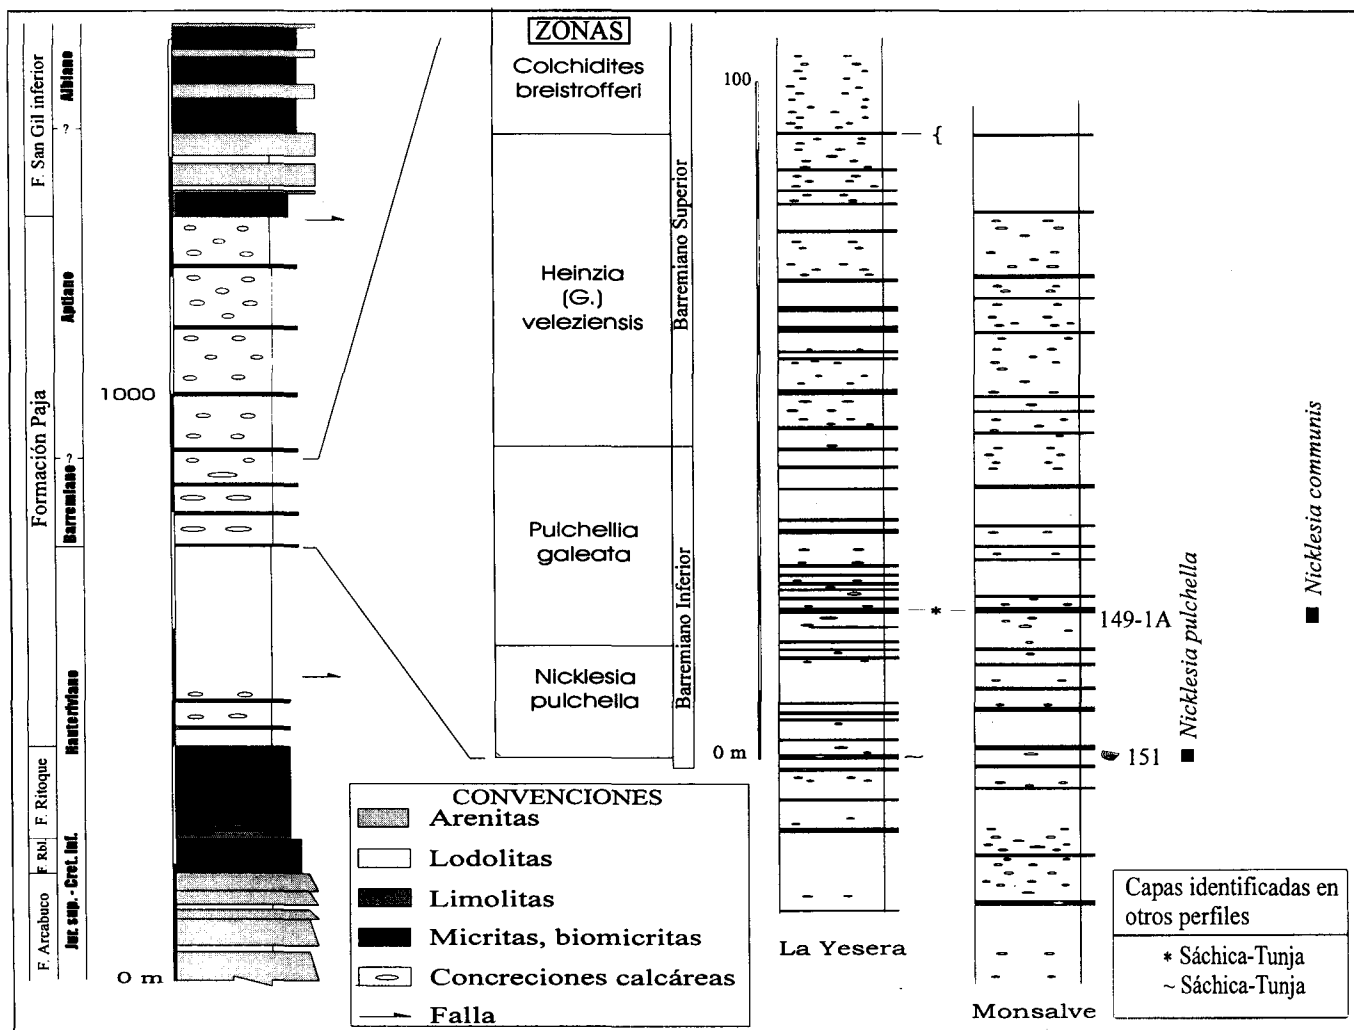 F. San Gil inferior
Formación Paja
F. Ritoque
F. Rbl.
F. Arcabuco
Albiano
?
Aptiano
?
Barremiano
Hauteriviano
Jur. sup. - Cret. Inf.
1000
0 m
ZONAS
Colchidites
breistrofferi
Heinzia
(G.)
veleziensis
Pulchellia
galeata
Nicklesia
pulchella
Barremiano Superior
Barremiano Inferior
100
0 m
{
*
~
La Yesera
149-1A
151
Monsalve
Nicklesia pulchella
Nicklesia communis
CONVENCIONES
Arenitas
Lodolitas
Limolitas
Micritas, biomicritas
Concreciones calcáreas
Falla
Capas identificadas en
otros perfiles
* Sáchica-Tunja
~ Sáchica-Tunja